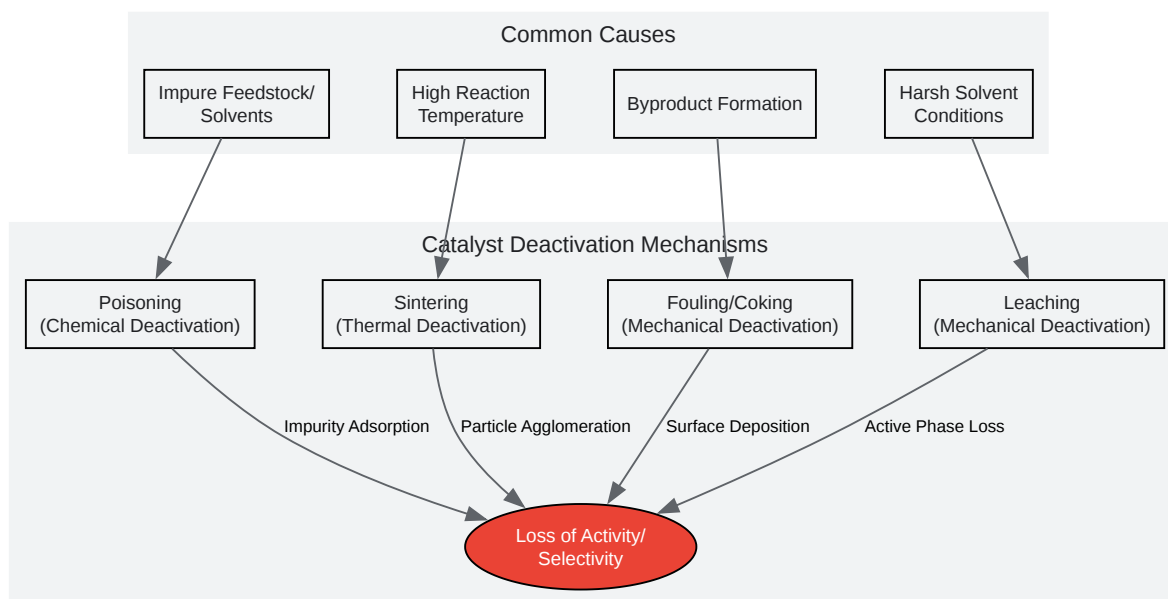 Common Causes
Impure Feedstock/
Solvents
High Reaction
Temperature
Byproduct Formation
Harsh Solvent
Conditions
Catalyst Deactivation Mechanisms
Poisoning
(Chemical Deactivation)
Sintering
(Thermal Deactivation)
Fouling/Coking
(Mechanical Deactivation)
Leaching
(Mechanical Deactivation)
Impurity Adsorption
Particle Agglomeration
Surface Deposition
Active Phase Loss
Loss of Activity/
Selectivity